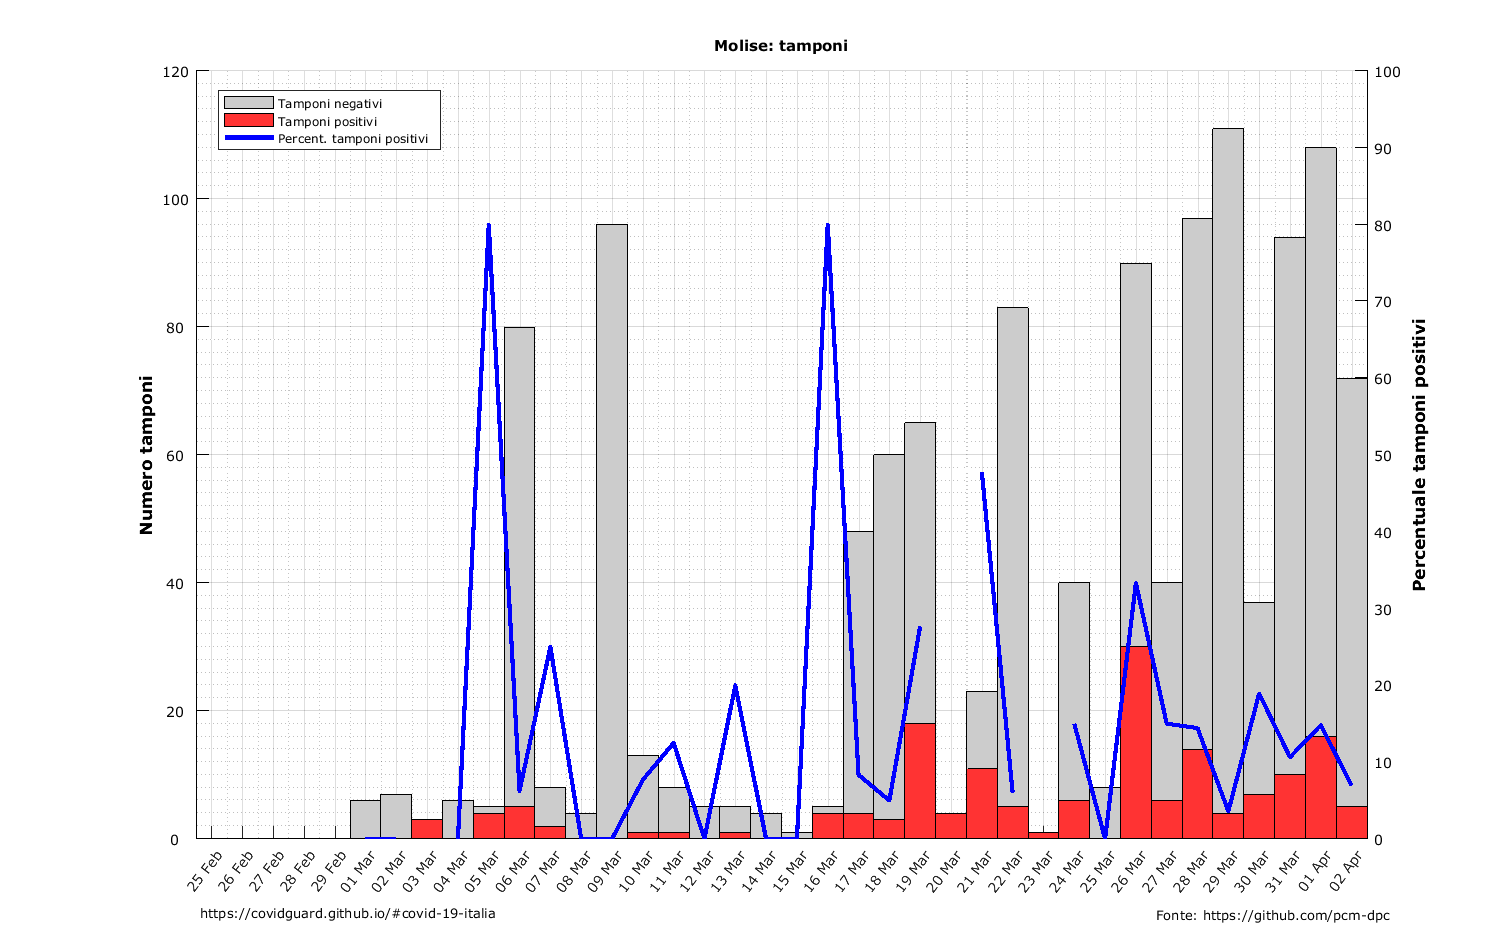 Molise: tamponi
Tamponi negativi
Tamponi positivi
Percent. tamponi positivi
Numero tamponi
0
20
40
60
80
100
120
Percentuale tamponi positivi
0
10
20
30
40
50
60
70
80
90
100
25 Feb
26 Feb
27 Feb
28 Feb
29 Feb
01 Mar
02 Mar
03 Mar
04 Mar
05 Mar
06 Mar
07 Mar
08 Mar
09 Mar
10 Mar
11 Mar
12 Mar
13 Mar
14 Mar
15 Mar
16 Mar
17 Mar
18 Mar
19 Mar
20 Mar
21 Mar
22 Mar
23 Mar
24 Mar
25 Mar
26 Mar
27 Mar
28 Mar
29 Mar
30 Mar
31 Mar
01 Apr
02 Apr
https://covidguard.github.io/#covid-19-italia
Fonte: https://github.com/pcm-dpc